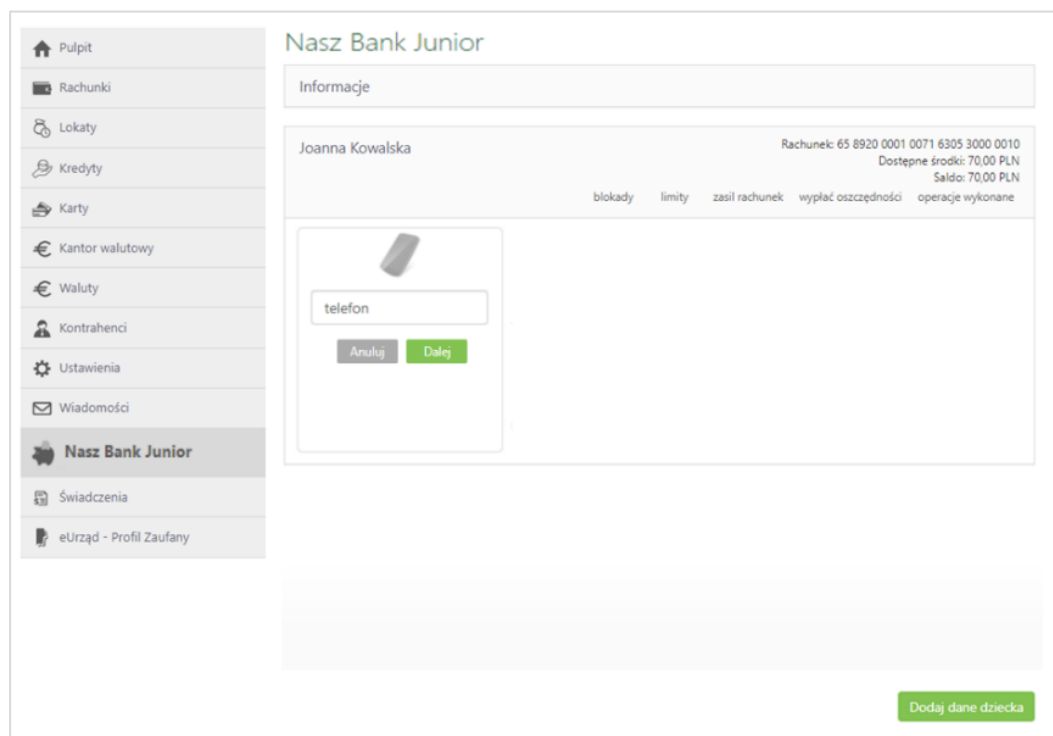 Pulpit
Rachunki
Lokaty
Kredyty
Karty
Kantor walutowy
Waluty
Kontrahenci
Ustawienia
Wiadomości
Nasz Bank Junior
Świadczenia
eUrząd - Profil Zaufany
Nasz Bank Junior
Informacje
Joanna Kowalska
Rachunek: 65 8920 0001 0071 6305 3000 0010
Dostępne środki: 70,00 PLN
Saldo: 70,00 PLN
blokady limity zasil rachunek wypłać oszczędności operacje wykonane
telefon
Anuluj Dalej
Dodaj dane dziecka